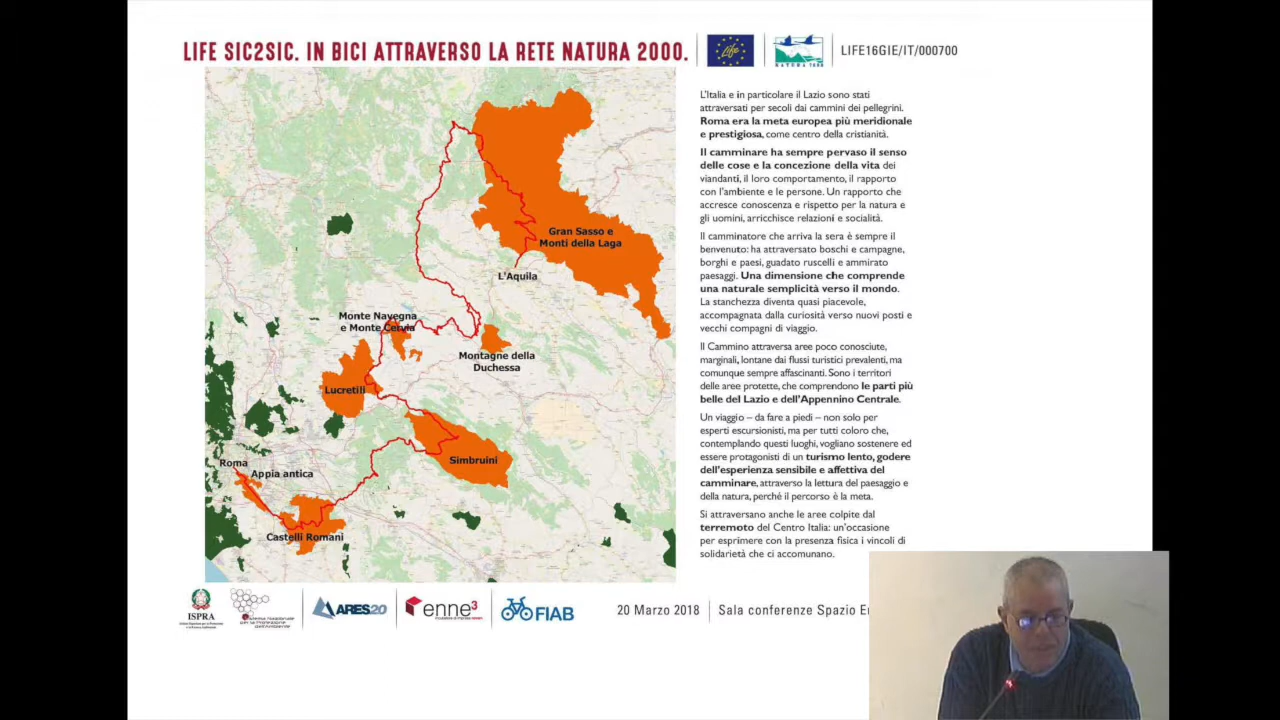 LIFE SIC2SIC. IN BICI ATTRAVERSO LA RETE NATURA 2000.
Life
NATURA 2000
LIFE16GIE/IT/000700
L'Italia e in particolare il Lazio sono stati
attraversati per secoli dai cammini dei pellegrini.
Roma era la meta europea più meridionale
e prestigiosa, come centro della cristianità.
Il camminare ha sempre pervaso il senso
delle cose e la concezione della vita dei
viandanti, il loro comportamento, il rapporto
con l'ambiente e le persone. Un rapporto che
accresce conoscenza e rispetto per la natura e
gli uomini, arricchisce relazioni e socialità.
Il camminatore che arriva la sera è sempre il
benvenuto: ha attraversato boschi e campagne,
borghi e paesi, guadato ruscelli e ammirato
paesaggi. Una dimensione che comprende
una naturale semplicità verso il mondo.
La stanchezza diventa quasi piacevole,
accompagnata dalla curiosità verso nuovi posti e
vecchi compagni di viaggio.
Il Cammino attraversa aree poco conosciute,
marginali, lontane dai flussi turistici prevalenti, ma
comunque sempre affascinanti. Sono i territori
delle aree protette, che comprendono le parti più
belle del Lazio e dell'Appennino Centrale.
Un viaggio – da fare a piedi – non solo per
esperti escursionisti, ma per tutti coloro che,
contemplando questi luoghi, vogliano sostenere ed
essere protagonisti di un turismo lento, godere
dell'esperienza sensibile e affettiva del
camminare, attraverso la lettura del paesaggio e
della natura, perché il percorso è la meta.
Si attraversano anche le aree colpite dal
terremoto del Centro Italia: un'occasione
per esprimere con la presenza fisica i vincoli di
solidarietà che ci accomunano.
Gran Sasso e
Monti della Laga
L'Aquila
Monte Navegna
e Monte Cervia
Montagne della
Duchessa
Lucretili
Simbruini
Roma
Appia antica
Castelli Romani
ISPRA
Sistema Nazionale
per la Protezione
dell'Ambiente
ARES20
enne3
FIAB
20 Marzo 2018
Sala conferenze Spazio